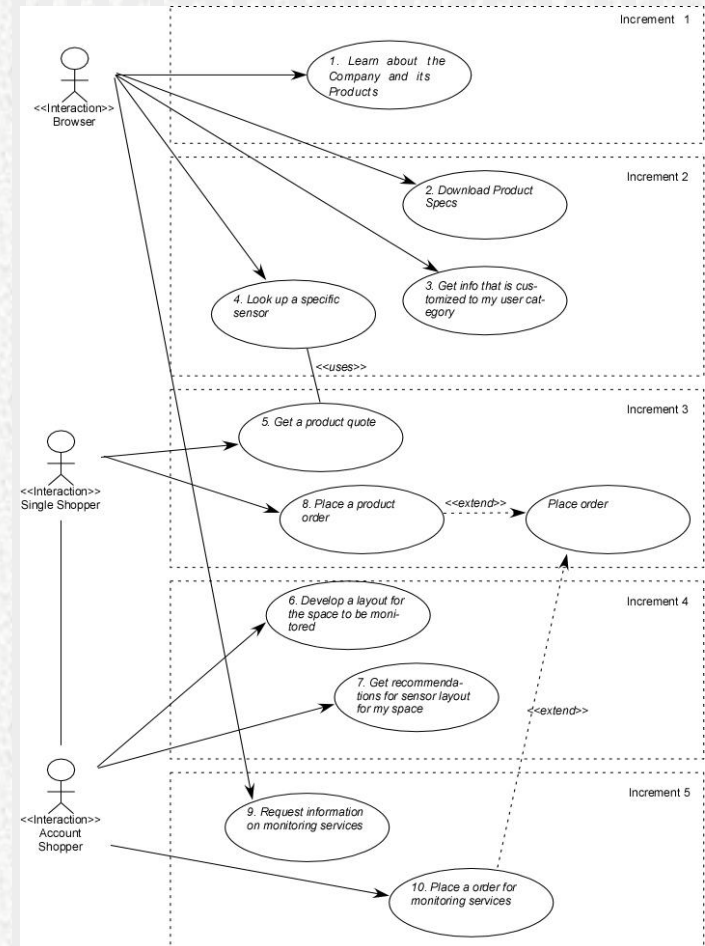 Increment 1
1. Learn about the
Company and its
Products
<<Interaction>>
Browser
Increment 2
2. Download Product
Specs
3. Get info that is cus-
tomized to my user cat-
egory
4. Look up a specific
sensor
<<uses>>
Increment 3
5. Get a product quote
<<Interaction>>
Single Shopper
8. Place a product
order
<<extend>>
Place order
Increment 4
6. Develop a layout for
the space to be moni-
tored
7. Get recommenda-
tions for sensor layout
for my space
<<extend>>
<<Interaction>>
Account
Shopper
Increment 5
9. Request information
on monitoring services
10. Place a order for
monitoring services